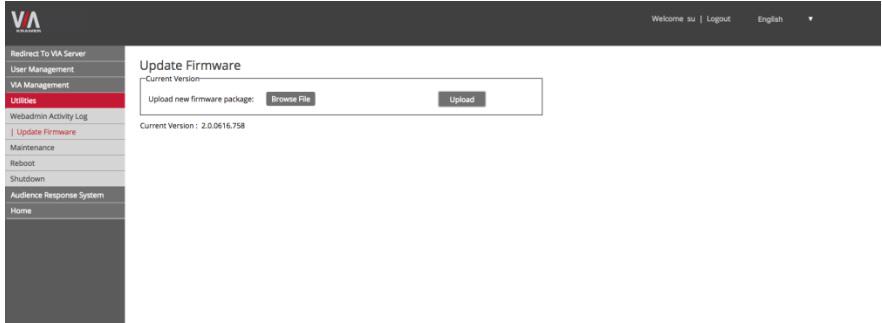 VIA
KRAMER
Welcome su | Logout English ▼
Redirect To VIA Server
User Management
VIA Management
Utilities
Webadmin Activity Log
| Update Firmware
Maintenance
Reboot
Shutdown
Audience Response System
Home
Update Firmware
Current Version
Upload new firmware package: Browse File Upload
Current Version : 2.0.0616.758